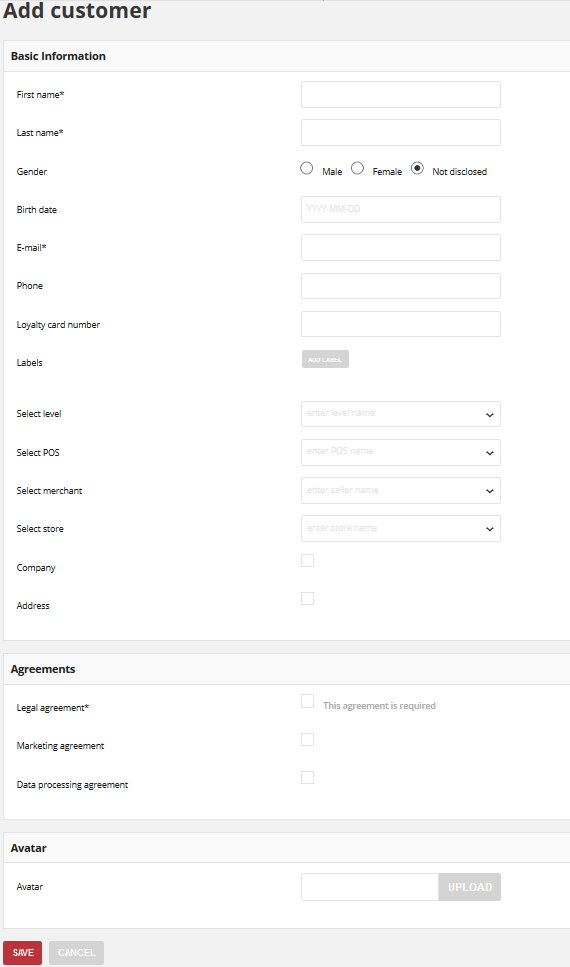 Add customer
Basic Information
First name*
Last name*
Gender Male Female Not disclosed
Birth date YYYY-MM-DD
E-mail*
Phone
Loyalty card number
Labels ADD LABEL
Select level enter level name
Select POS enter POS name
Select merchant enter seller name
Select store enter store name
Company
Address
Agreements
Legal agreement* This agreement is required
Marketing agreement
Data processing agreement
Avatar
Avatar UPLOAD
SAVE CANCEL